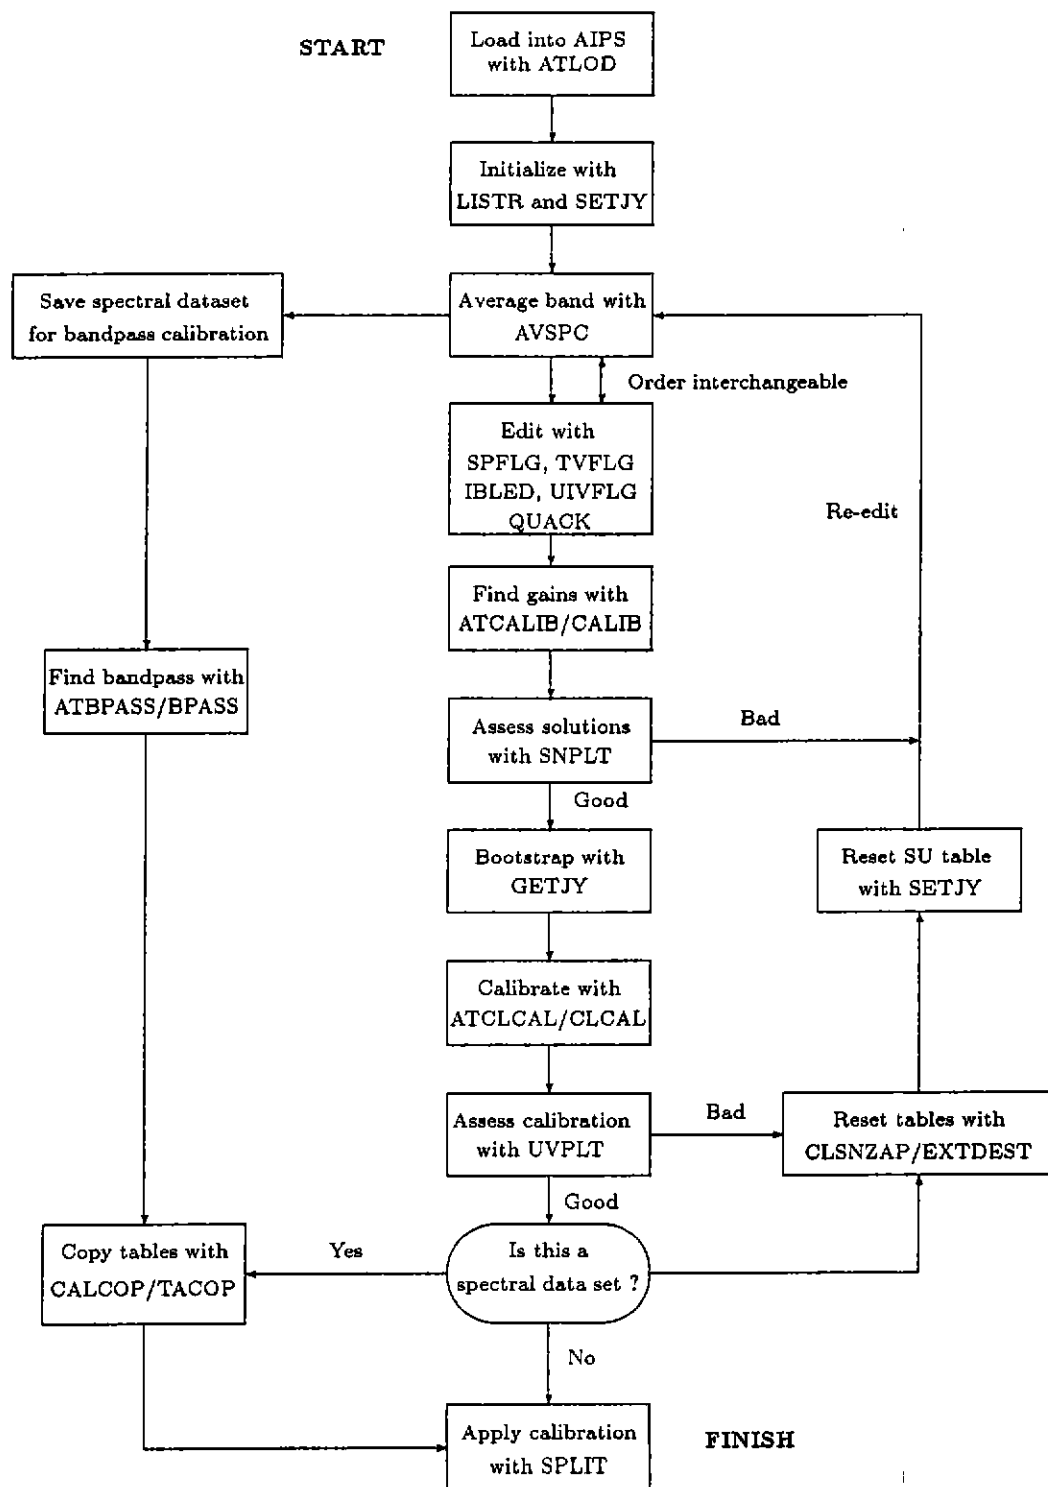 START
Load into AIPS
with ATLOD
Initialize with
LISTR and SETJY
Save spectral dataset
for bandpass calibration
Average band with
AVSPC
Order interchangeable
Edit with
SPFLG, TVFLG
IBLED, UIVFLG
QUACK
Re-edit
Find gains with
ATCALIB/CALIB
Find bandpass with
ATBPASS/BPASS
Assess solutions
with SNPLT
Bad
Good
Bootstrap with
GETJY
Reset SU table
with SETJY
Calibrate with
ATCLCAL/CLCAL
Assess calibration
with UVPLT
Bad
Reset tables with
CLSNZAP/EXTDEST
Good
Copy tables with
CALCOP/TACOP
Yes
Is this a
spectral data set ?
No
Apply calibration
with SPLIT
FINISH